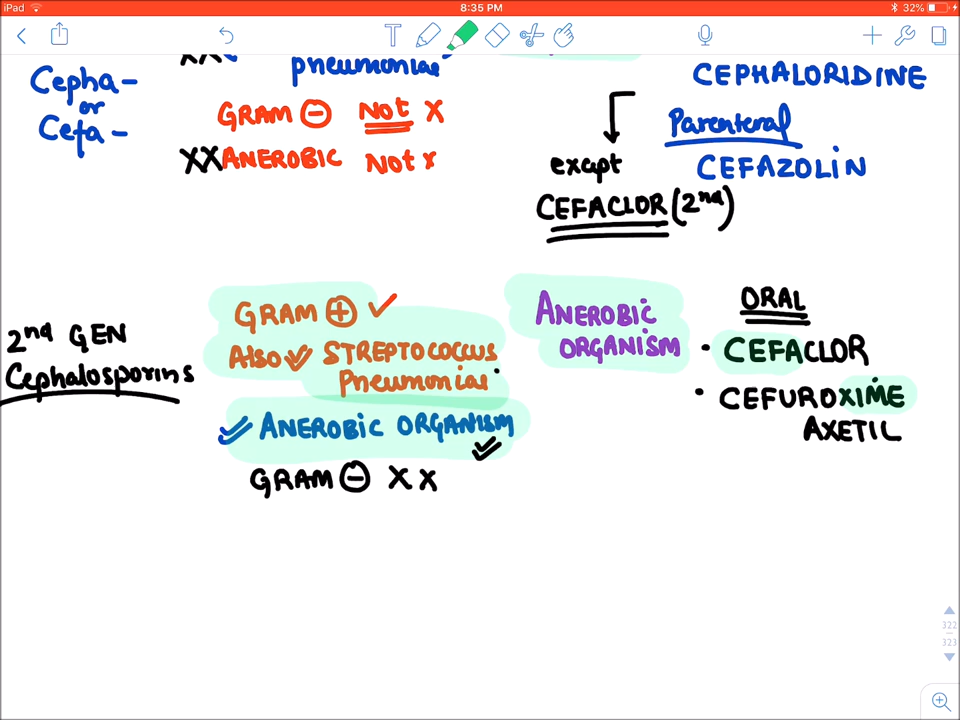 iPad
8:35 PM
32%
T
XX
pneumoniae
Cepha-
or
Cefa-
GRAM ⊖ Not X
XX ANEROBIC Not x
exapt
CEFACLOR (2nd)
CEPHALORIDINE
Parenteral
CEFAZOLIN
2nd GEN
Cephalosporins
GRAM ⊕ ✓
Also ✓ STREPTOCOCCUS
Pneumoniae
✓ ANEROBIC ORGANISM
GRAM ⊖ X X
ANEROBIC
ORGANISM
ORAL
• CEFACLOR
• CEFUROXIME
AXETIL
322
323